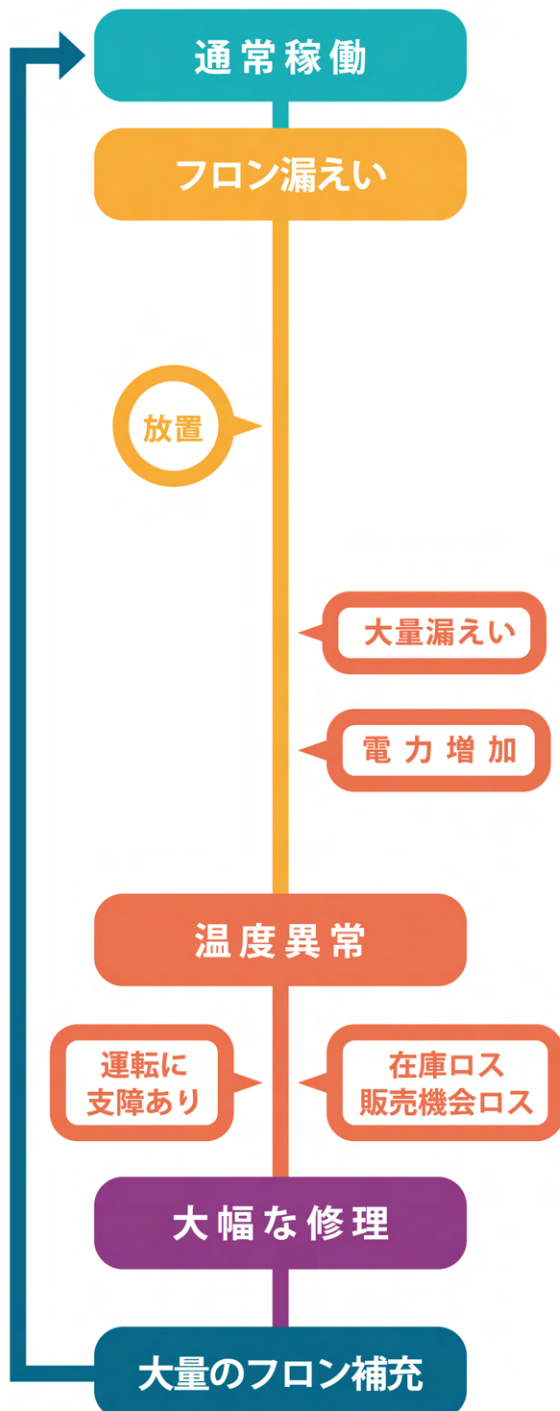 通常稼働
フロン漏えい
放置
大量漏えい
電力増加
温度異常
運転に
支障あり
在庫ロス
販売機会ロス
大幅な修理
大量のフロン補充